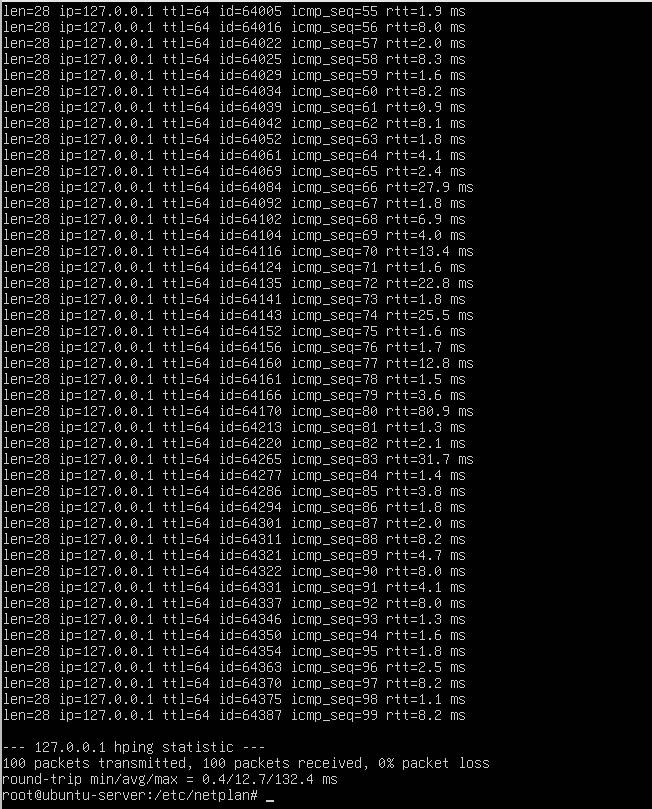 len=28 ip=127.0.0.1 ttl=64 id=64005 icmp_seq=55 rtt=1.9 ms
len=28 ip=127.0.0.1 ttl=64 id=64016 icmp_seq=56 rtt=8.0 ms
len=28 ip=127.0.0.1 ttl=64 id=64022 icmp_seq=57 rtt=2.0 ms
len=28 ip=127.0.0.1 ttl=64 id=64025 icmp_seq=58 rtt=8.3 ms
len=28 ip=127.0.0.1 ttl=64 id=64029 icmp_seq=59 rtt=1.6 ms
len=28 ip=127.0.0.1 ttl=64 id=64034 icmp_seq=60 rtt=8.2 ms
len=28 ip=127.0.0.1 ttl=64 id=64039 icmp_seq=61 rtt=0.9 ms
len=28 ip=127.0.0.1 ttl=64 id=64042 icmp_seq=62 rtt=8.1 ms
len=28 ip=127.0.0.1 ttl=64 id=64052 icmp_seq=63 rtt=1.8 ms
len=28 ip=127.0.0.1 ttl=64 id=64061 icmp_seq=64 rtt=4.1 ms
len=28 ip=127.0.0.1 ttl=64 id=64069 icmp_seq=65 rtt=2.4 ms
len=28 ip=127.0.0.1 ttl=64 id=64084 icmp_seq=66 rtt=27.9 ms
len=28 ip=127.0.0.1 ttl=64 id=64092 icmp_seq=67 rtt=1.8 ms
len=28 ip=127.0.0.1 ttl=64 id=64102 icmp_seq=68 rtt=6.9 ms
len=28 ip=127.0.0.1 ttl=64 id=64104 icmp_seq=69 rtt=4.0 ms
len=28 ip=127.0.0.1 ttl=64 id=64116 icmp_seq=70 rtt=13.4 ms
len=28 ip=127.0.0.1 ttl=64 id=64124 icmp_seq=71 rtt=1.6 ms
len=28 ip=127.0.0.1 ttl=64 id=64135 icmp_seq=72 rtt=22.8 ms
len=28 ip=127.0.0.1 ttl=64 id=64141 icmp_seq=73 rtt=1.8 ms
len=28 ip=127.0.0.1 ttl=64 id=64143 icmp_seq=74 rtt=25.5 ms
len=28 ip=127.0.0.1 ttl=64 id=64152 icmp_seq=75 rtt=1.6 ms
len=28 ip=127.0.0.1 ttl=64 id=64156 icmp_seq=76 rtt=1.7 ms
len=28 ip=127.0.0.1 ttl=64 id=64160 icmp_seq=77 rtt=12.8 ms
len=28 ip=127.0.0.1 ttl=64 id=64161 icmp_seq=78 rtt=1.5 ms
len=28 ip=127.0.0.1 ttl=64 id=64166 icmp_seq=79 rtt=3.6 ms
len=28 ip=127.0.0.1 ttl=64 id=64170 icmp_seq=80 rtt=80.9 ms
len=28 ip=127.0.0.1 ttl=64 id=64213 icmp_seq=81 rtt=1.3 ms
len=28 ip=127.0.0.1 ttl=64 id=64220 icmp_seq=82 rtt=2.1 ms
len=28 ip=127.0.0.1 ttl=64 id=64265 icmp_seq=83 rtt=31.7 ms
len=28 ip=127.0.0.1 ttl=64 id=64277 icmp_seq=84 rtt=1.4 ms
len=28 ip=127.0.0.1 ttl=64 id=64286 icmp_seq=85 rtt=3.8 ms
len=28 ip=127.0.0.1 ttl=64 id=64294 icmp_seq=86 rtt=1.8 ms
len=28 ip=127.0.0.1 ttl=64 id=64301 icmp_seq=87 rtt=2.0 ms
len=28 ip=127.0.0.1 ttl=64 id=64311 icmp_seq=88 rtt=8.2 ms
len=28 ip=127.0.0.1 ttl=64 id=64321 icmp_seq=89 rtt=4.7 ms
len=28 ip=127.0.0.1 ttl=64 id=64322 icmp_seq=90 rtt=8.0 ms
len=28 ip=127.0.0.1 ttl=64 id=64331 icmp_seq=91 rtt=4.1 ms
len=28 ip=127.0.0.1 ttl=64 id=64337 icmp_seq=92 rtt=8.0 ms
len=28 ip=127.0.0.1 ttl=64 id=64346 icmp_seq=93 rtt=1.3 ms
len=28 ip=127.0.0.1 ttl=64 id=64350 icmp_seq=94 rtt=1.6 ms
len=28 ip=127.0.0.1 ttl=64 id=64354 icmp_seq=95 rtt=1.8 ms
len=28 ip=127.0.0.1 ttl=64 id=64363 icmp_seq=96 rtt=2.5 ms
len=28 ip=127.0.0.1 ttl=64 id=64370 icmp_seq=97 rtt=8.2 ms
len=28 ip=127.0.0.1 ttl=64 id=64375 icmp_seq=98 rtt=1.1 ms
len=28 ip=127.0.0.1 ttl=64 id=64387 icmp_seq=99 rtt=8.2 ms
--- 127.0.0.1 hping statistic ---
100 packets transmitted, 100 packets received, 0% packet loss
round-trip min/avg/max = 0.4/12.7/132.4 ms
root@ubuntu-server:/etc/netplan# _